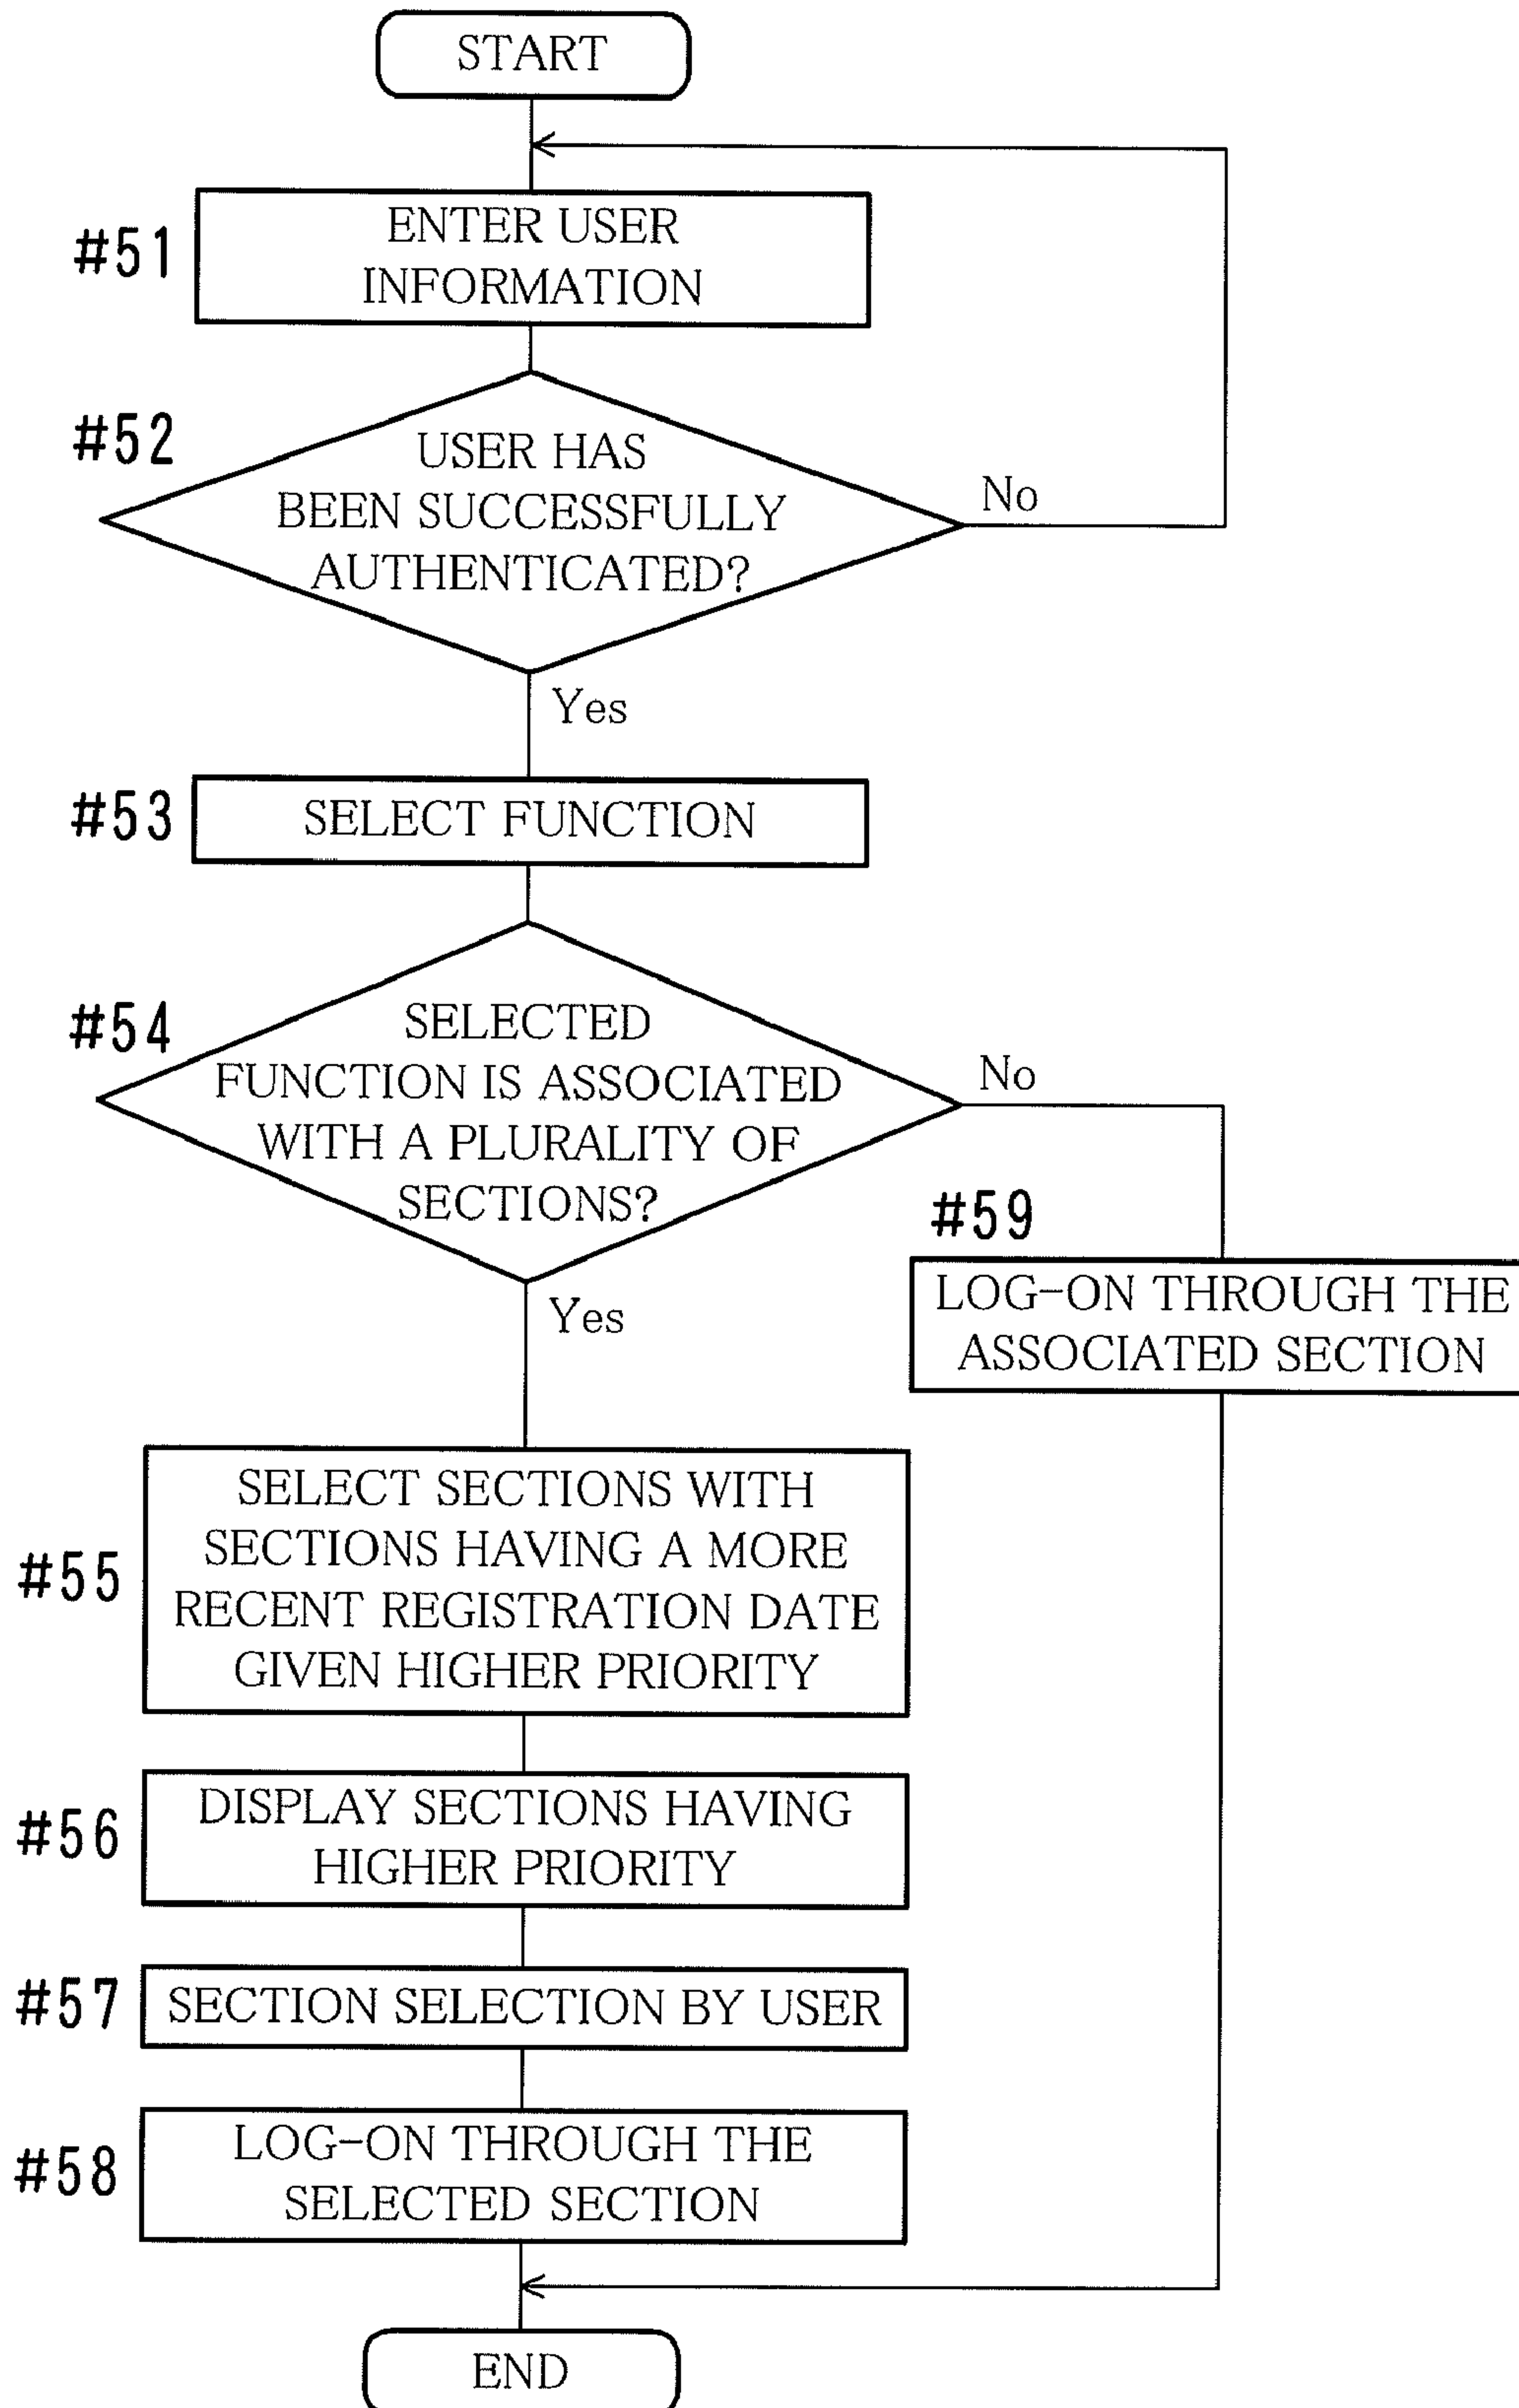 START
#51
ENTER USER
INFORMATION
#52
USER HAS
BEEN SUCCESSFULLY
AUTHENTICATED?
No
Yes
#53
SELECT FUNCTION
#54
SELECTED
FUNCTION IS ASSOCIATED
WITH A PLURALITY OF
SECTIONS?
No
Yes
#59
LOG-ON THROUGH THE
ASSOCIATED SECTION
#55
SELECT SECTIONS WITH
SECTIONS HAVING A MORE
RECENT REGISTRATION DATE
GIVEN HIGHER PRIORITY
#56
DISPLAY SECTIONS HAVING
HIGHER PRIORITY
#57
SECTION SELECTION BY USER
#58
LOG-ON THROUGH THE
SELECTED SECTION
END